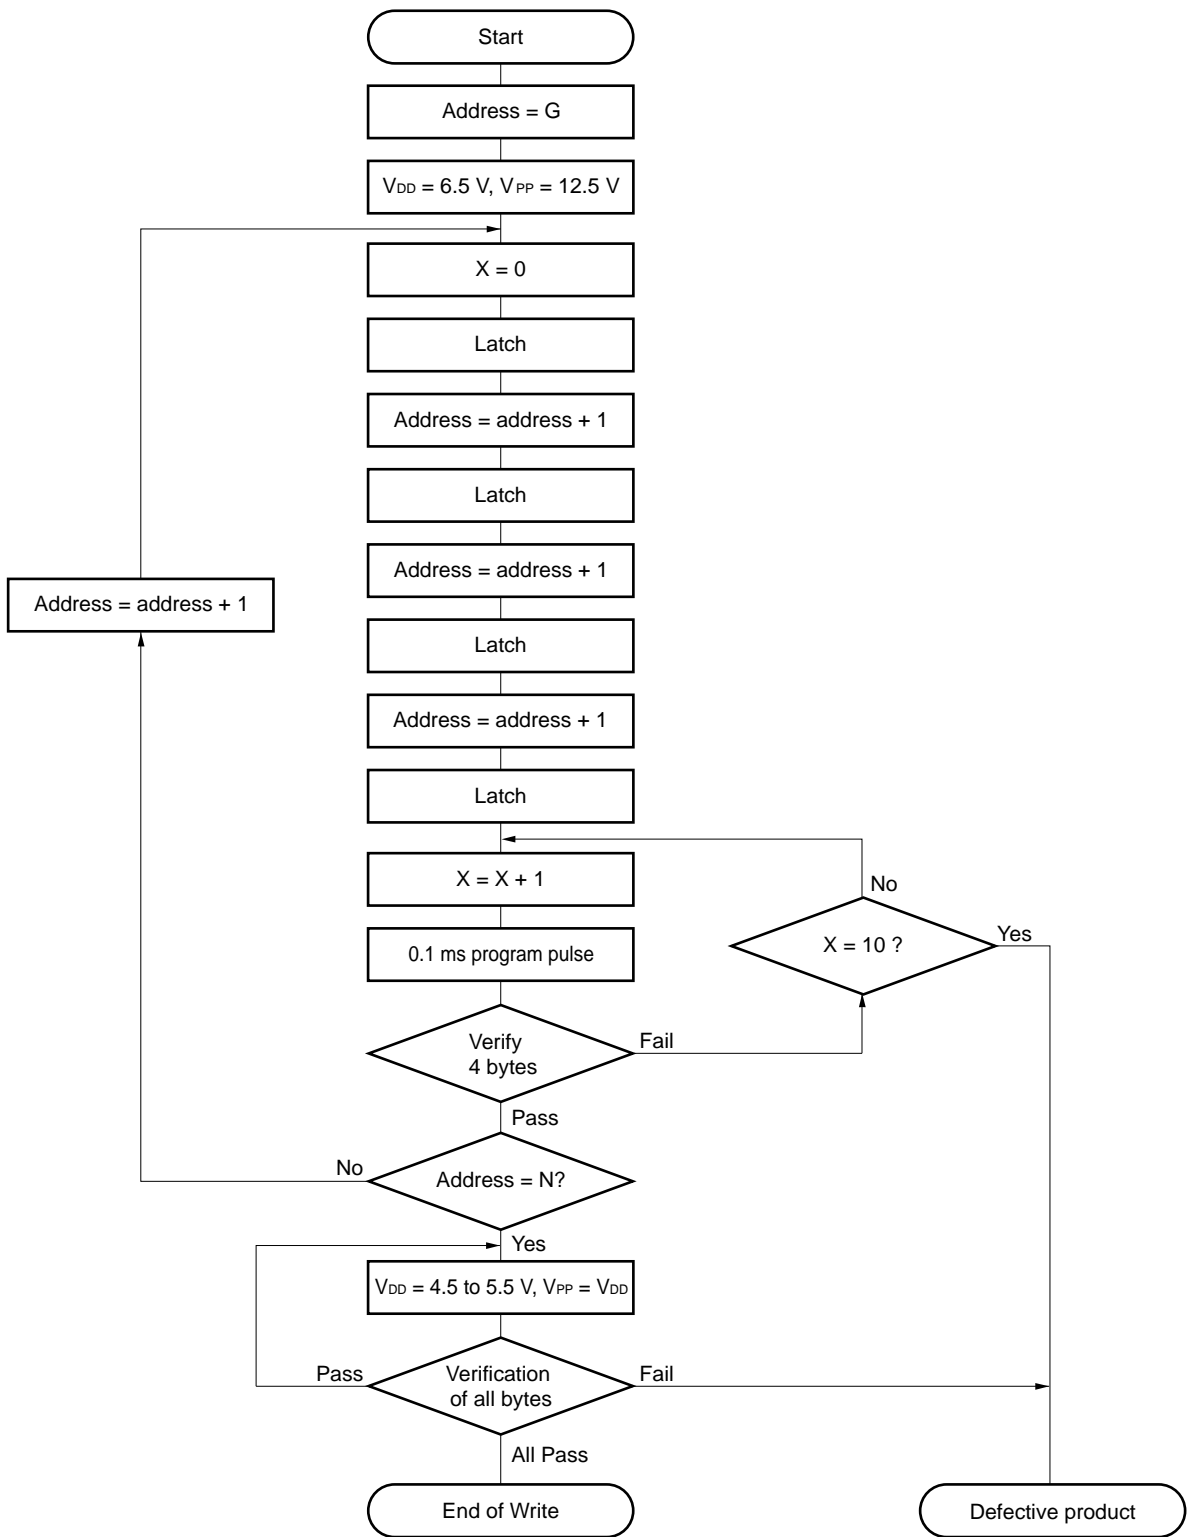 Start
Address = G
VDD = 6.5 V, VPP = 12.5 V
X = 0
Latch
Address = address + 1
Latch
Address = address + 1
Address = address + 1
Latch
Address = address + 1
Latch
X = X + 1
No
X = 10 ?
Yes
0.1 ms program pulse
Verify
4 bytes
Fail
Pass
No
Address = N?
Yes
VDD = 4.5 to 5.5 V, VPP = VDD
Pass
Verification
of all bytes
Fail
All Pass
End of Write
Defective product